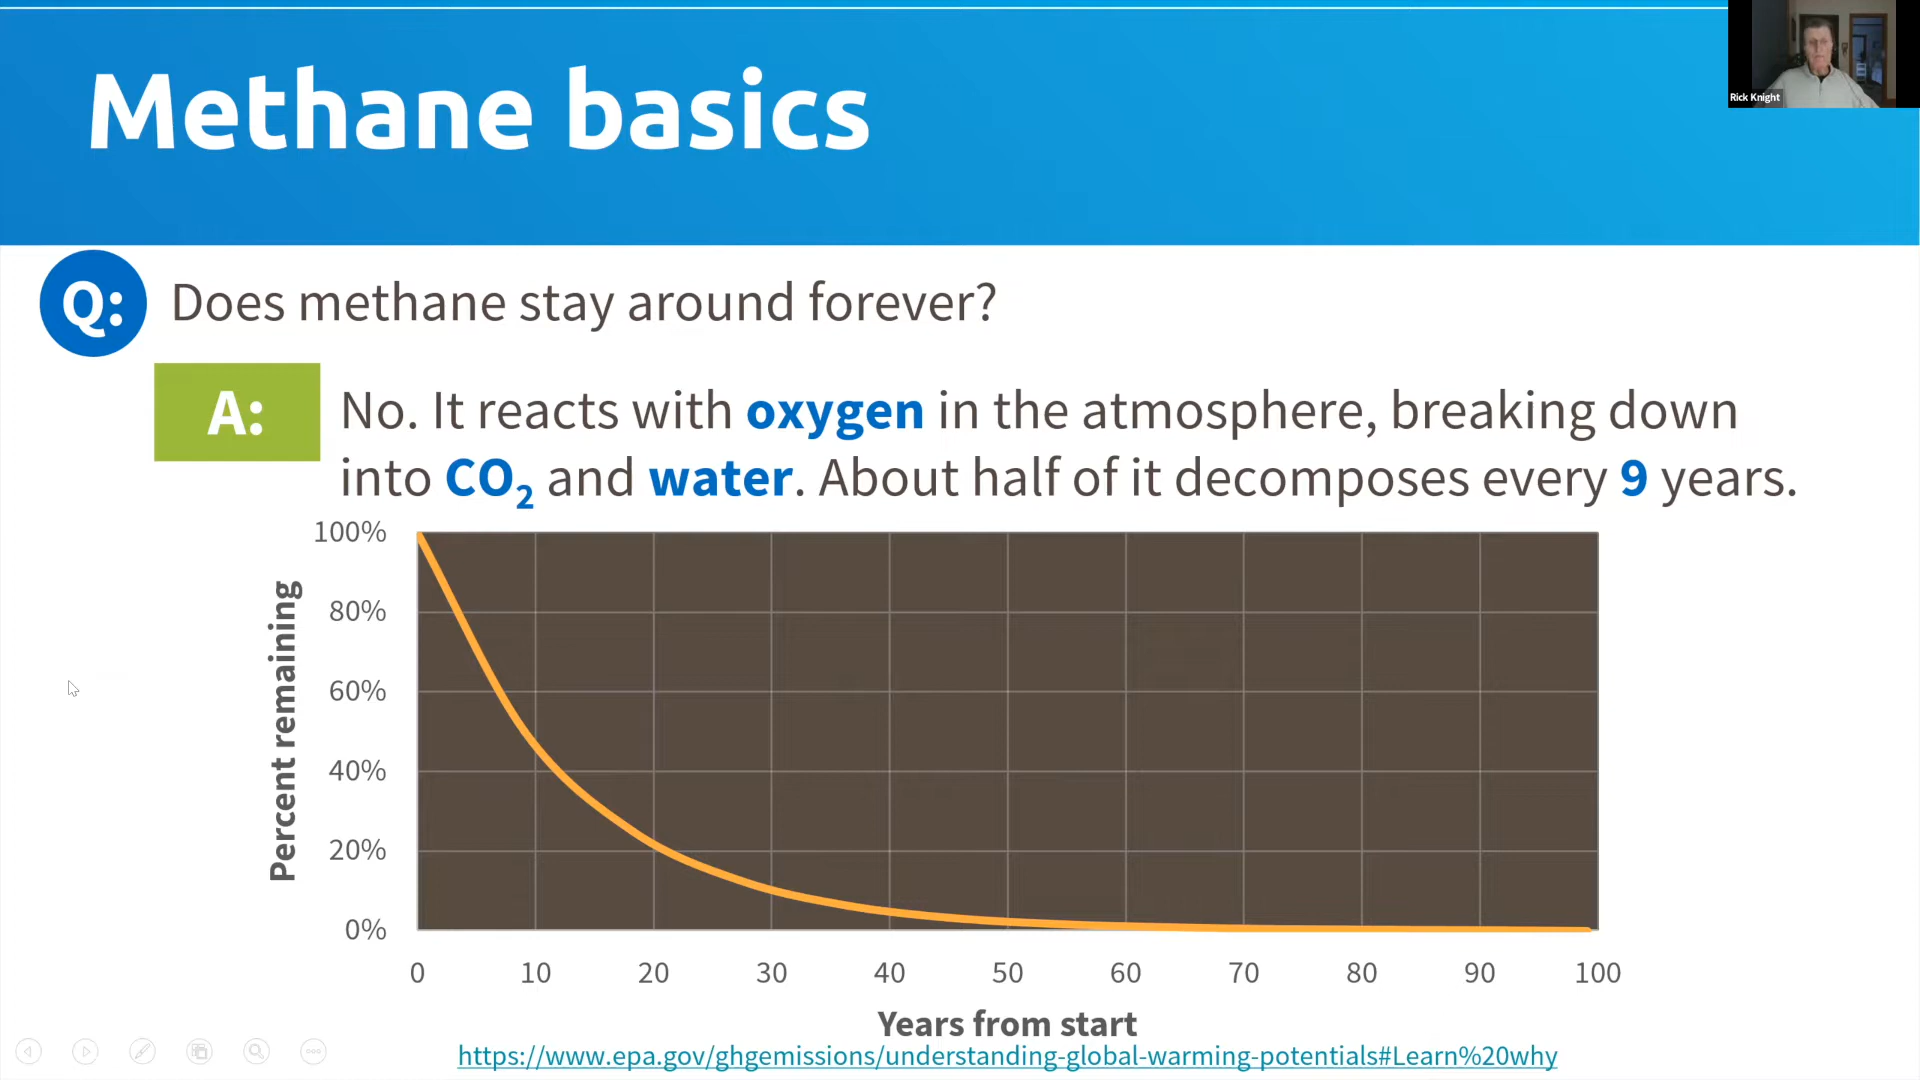 Methane basics
Rick Knight
Q: Does methane stay around forever?
A: No. It reacts with oxygen in the atmosphere, breaking down
into CO₂ and water. About half of it decomposes every 9 years.
Percent remaining
100%
80%
60%
40%
20%
0%
0 10 20 30 40 50 60 70 80 90 100
Years from start
https://www.epa.gov/ghgemissions/understanding-global-warming-potentials#Learn%20why